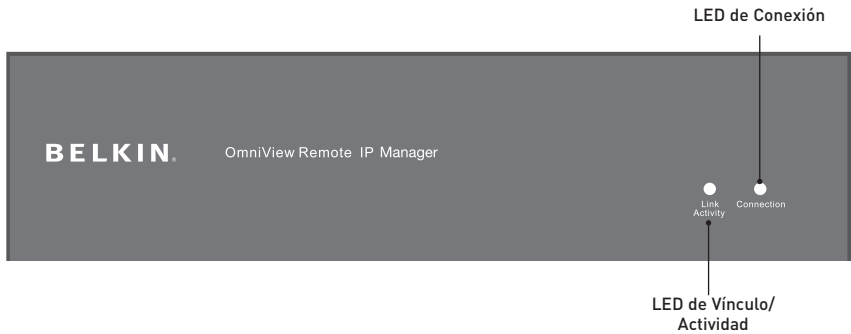 LED de Conexión
BELKIN®
OmniView Remote IP Manager
Link
Activity
Connection
LED de Vínculo/
Actividad